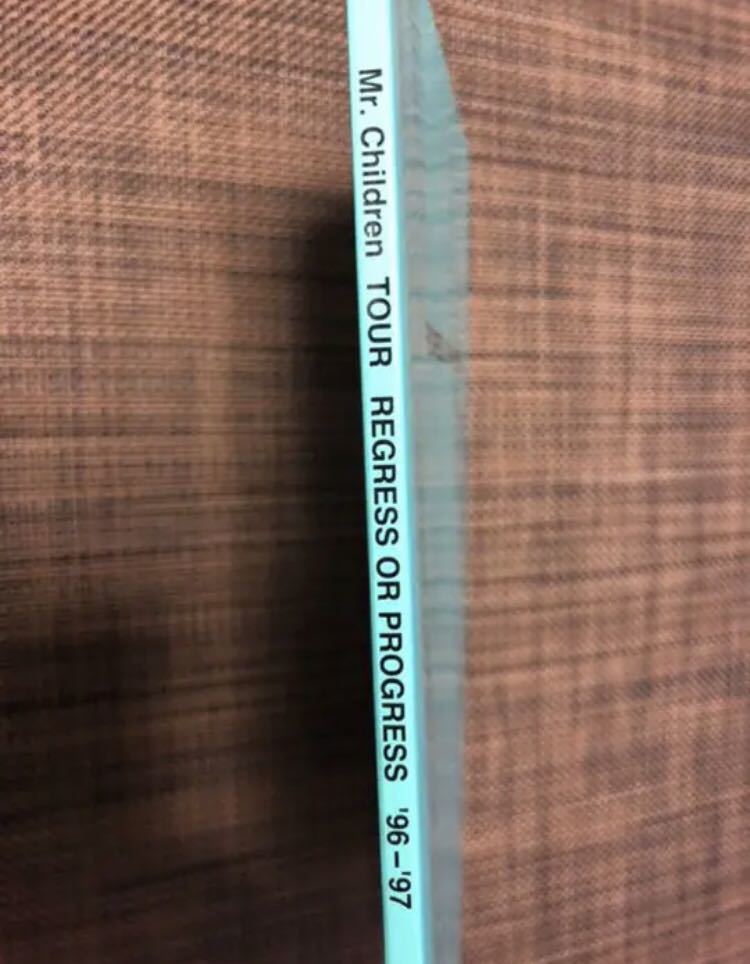 Mr. Children TOUR REGRESS OR PROGRESS '96–'97